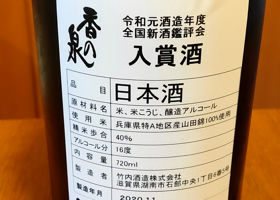 香の泉
令和元酒造年度
全国新酒鑑評会
入賞酒
品目 日本酒
原材料名 米、米こうじ、醸造アルコール
使用米 兵庫県特A地区産山田錦100%使用
精米歩合 40%
アルコール分 16度
内容量 720ml
製造者 竹内酒造株式会社
滋賀県湖南市石部中央1丁目6番5号
製造年月 2020.11